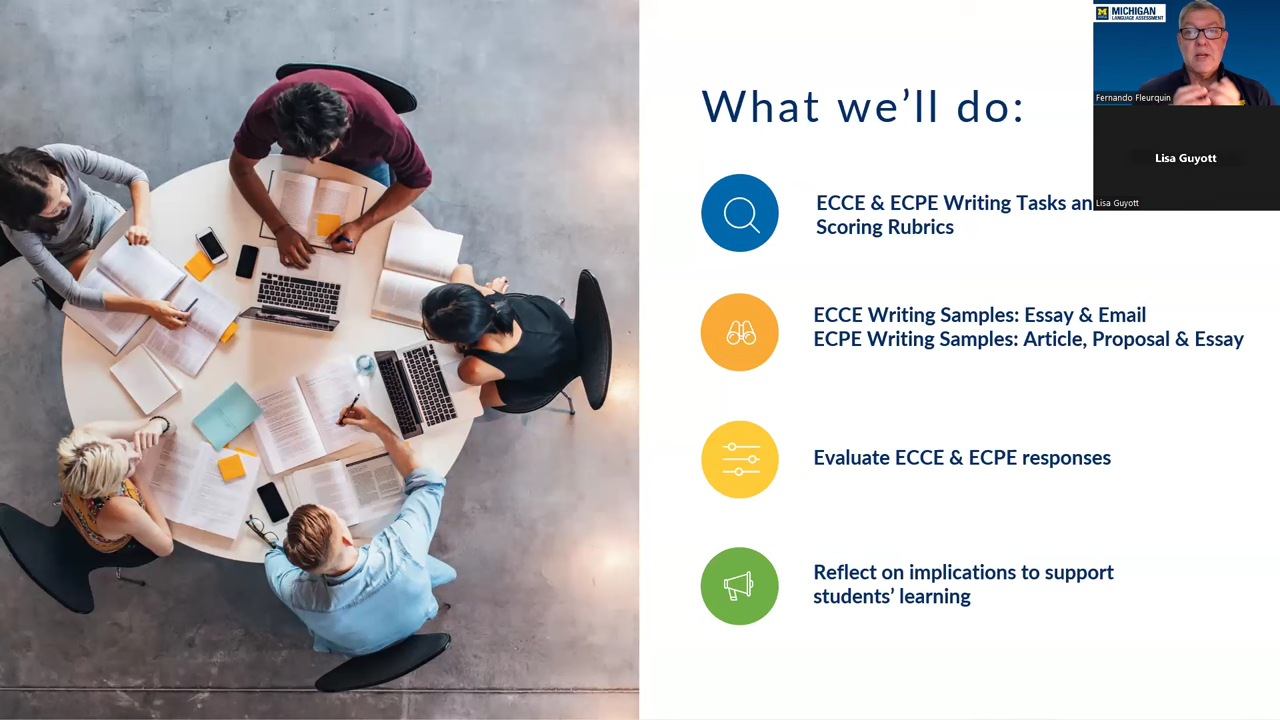 What we'll do:
ECCE & ECPE Writing Tasks an
Scoring Rubrics
ECCE Writing Samples: Essay & Email
ECPE Writing Samples: Article, Proposal & Essay
Evaluate ECCE & ECPE responses
Reflect on implications to support
students' learning
M MICHIGAN
LANGUAGE ASSESSMENT
Fernando Fleurquin
Lisa Guyott
Lisa Guyott